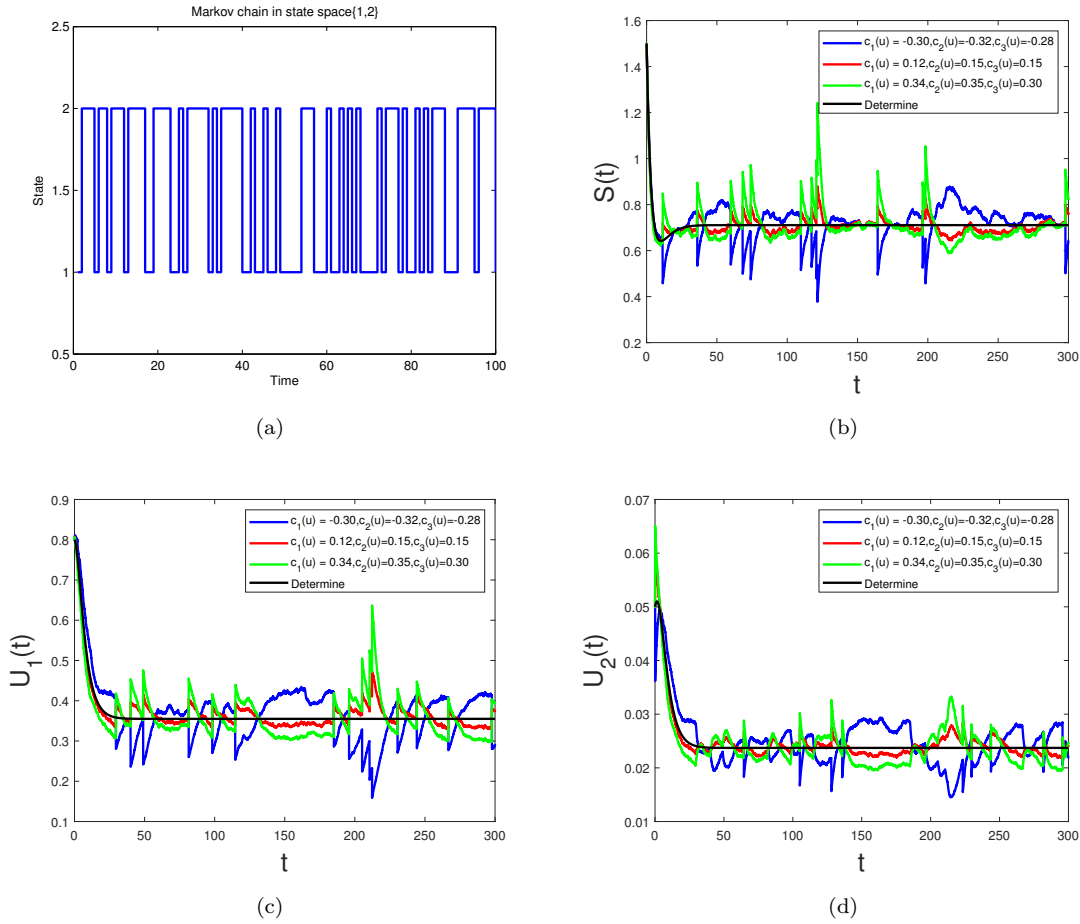 Markov chain in state space{1,2}
2.5
2
1.5
1
0.5
State
0
20
40
60
80
100
Time
(a)
1.6
1.4
1.2
1
0.8
0.6
0.4
0.2
S(t)
c₁(u) = -0.30,c₂(u)=-0.32,c₃(u)=-0.28
c₁(u) = 0.12,c₂(u)=0.15,c₃(u)=0.15
c₁(u) = 0.34,c₂(u)=0.35,c₃(u)=0.30
Determine
0
50
100
150
200
250
300
t
(b)
0.9
0.8
0.7
0.6
0.5
0.4
0.3
0.2
0.1
U₁(t)
c₁(u) = -0.30,c₂(u)=-0.32,c₃(u)=-0.28
c₁(u) = 0.12,c₂(u)=0.15,c₃(u)=0.15
c₁(u) = 0.34,c₂(u)=0.35,c₃(u)=0.30
Determine
0
50
100
150
200
250
300
t
(c)
0.07
0.06
0.05
0.04
0.03
0.02
0.01
U₂(t)
c₁(u) = -0.30,c₂(u)=-0.32,c₃(u)=-0.28
c₁(u) = 0.12,c₂(u)=0.15,c₃(u)=0.15
c₁(u) = 0.34,c₂(u)=0.35,c₃(u)=0.30
Determine
0
50
100
150
200
250
300
t
(d)